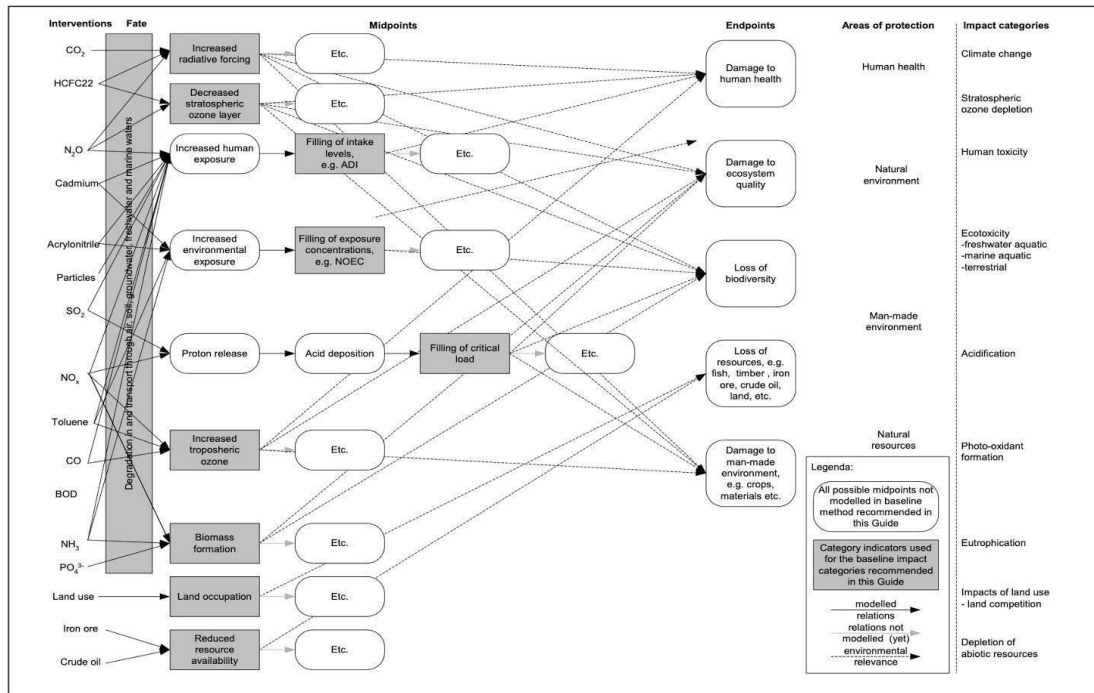 Interventions
Fate
Midpoints
Endpoints
Areas of protection
Impact categories
CO2
HCFC22
N2O
Cadmium
Acrylonitrile
Particles
SO2
NOx
Toluene
CO
BOD
NH3
PO4 3-
Land use
Iron ore
Crude oil
Degradation in and transport through air, soil, groundwater, freshwater and marine waters
Increased
radiative forcing
Etc.
Decreased
stratospheric
ozone layer
Etc.
Increased human
exposure
Filling of intake
levels,
e.g. ADI
Etc.
Increased
environmental
exposure
Filling of exposure
concentrations,
e.g. NOEC
Etc.
Proton release
Acid deposition
Filling of critical
load
Etc.
Increased
troposheric
ozone
Etc.
Biomass
formation
Etc.
Land occupation
Etc.
Reduced
resource
availability
Etc.
Damage to
human health
Damage to
ecosystem
quality
Loss of
biodiversity
Loss of
resources, e.g.
fish, timber , iron
ore, crude oil,
land, etc.
Damage to
man-made
environment,
e.g. crops,
materials etc.
Human health
Natural
environment
Man-made
environment
Natural
resources
Legenda:
All possible midpoints not
modelled in baseline
method recommended in
this Guide
Category indicators used
for the baseline impact
categories recommended
in this Guide
modelled
relations
relations not
modelled (yet)
environmental
relevance
Climate change
Stratospheric
ozone depletion
Human toxicity
Ecotoxicity
-freshwater aquatic
-marine aquatic
-terrestrial
Acidification
Photo-oxidant
formation
Eutrophication
Impacts of land use
- land competition
Depletion of
abiotic resources